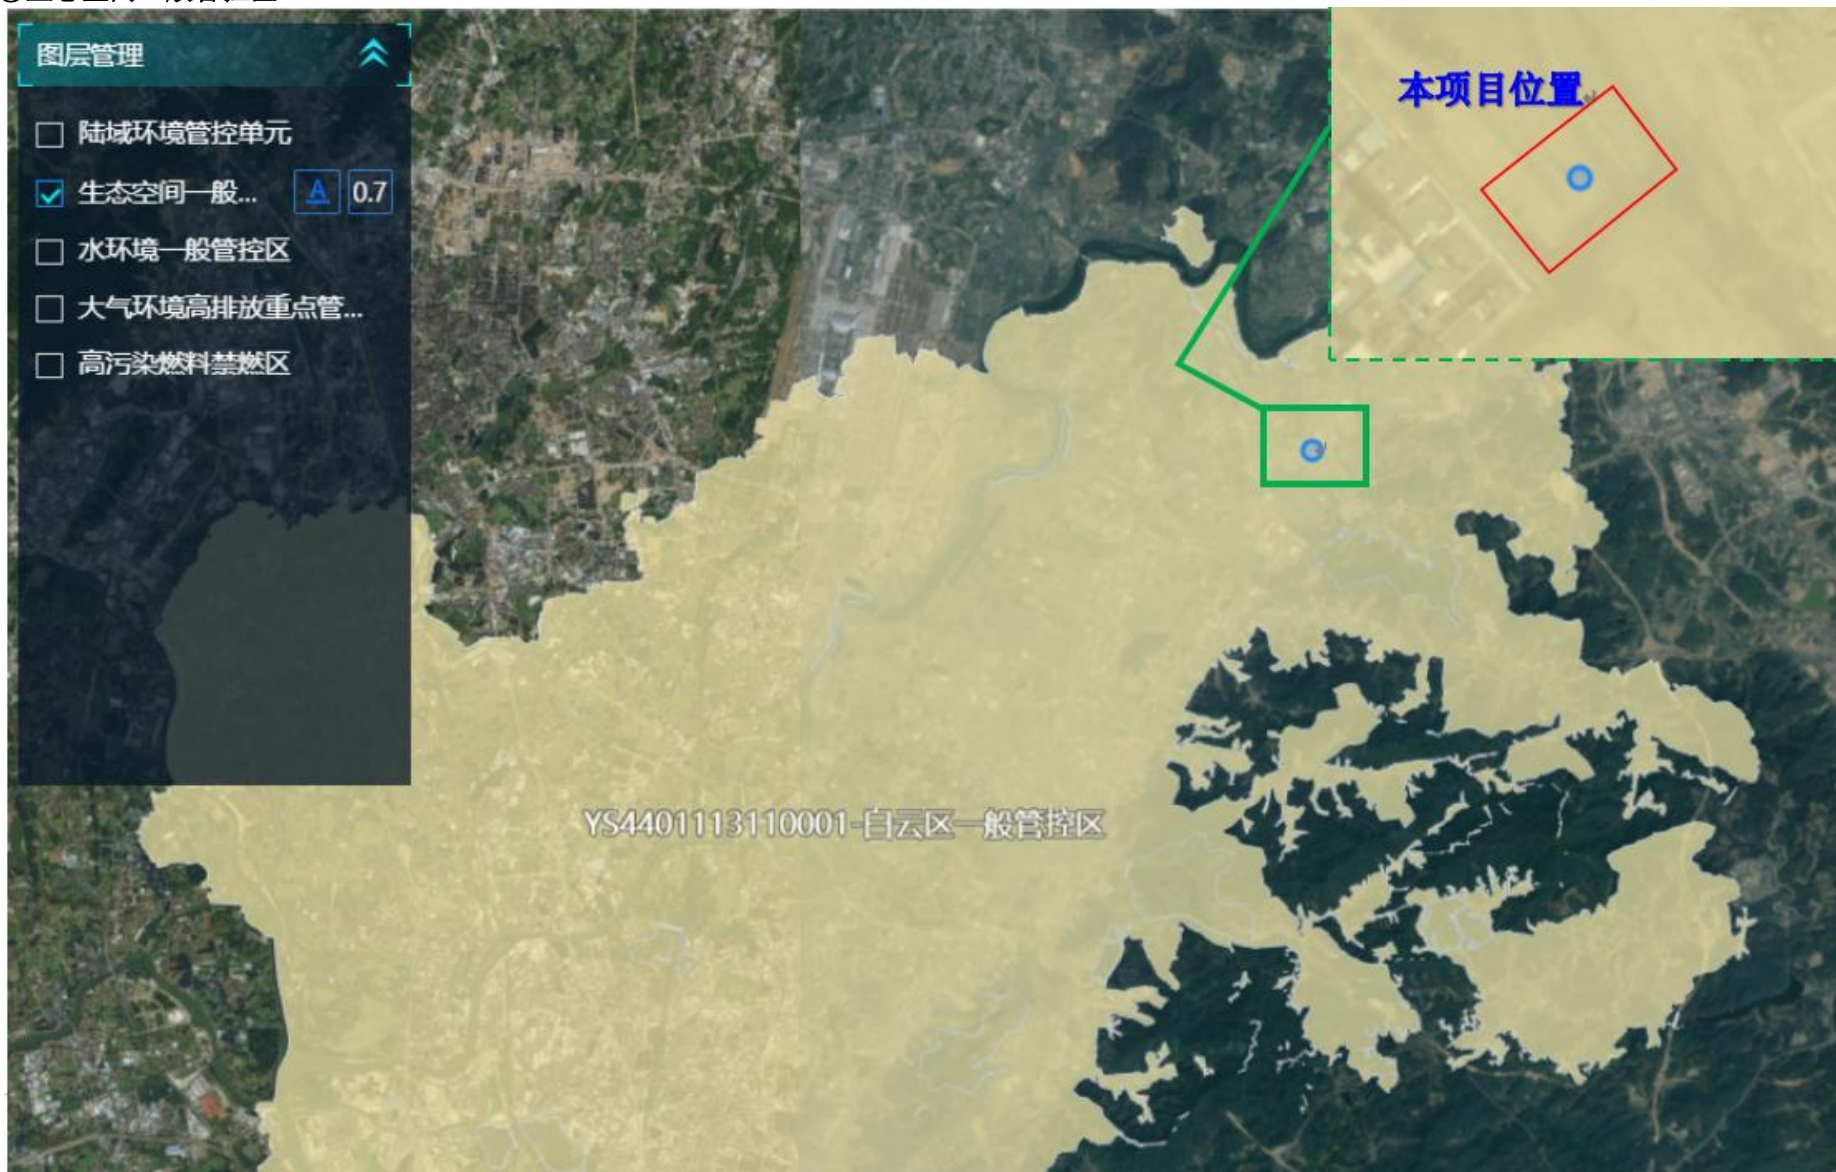 图层管理
陆域环境管控单元
生态空间一般... A 0.7
水环境一般管控区
大气环境高排放重点管...
高污染燃料禁燃区
本项目位置
YS4401113110001-白云区一般管控区